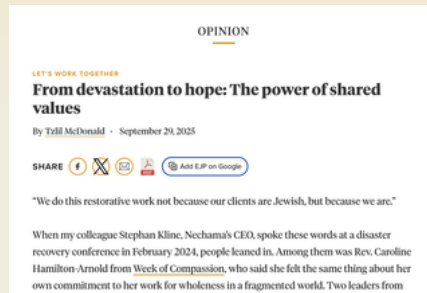 OPINION
LET'S WORK TOGETHER
From devastation to hope: The power of shared
values
By Tzlil McDonald · September 29, 2025
SHARE f X PDF Add EJP on Google
“We do this restorative work not because our clients are Jewish, but because we are.”
When my colleague Stephan Kline, Nechama’s CEO, spoke these words at a disaster
recovery conference in February 2024, people leaned in. Among them was Rev. Caroline
Hamilton-Arnold from Week of Compassion, who said she felt the same thing about her
own commitment to her work for wholeness in a fragmented world. Two leaders from